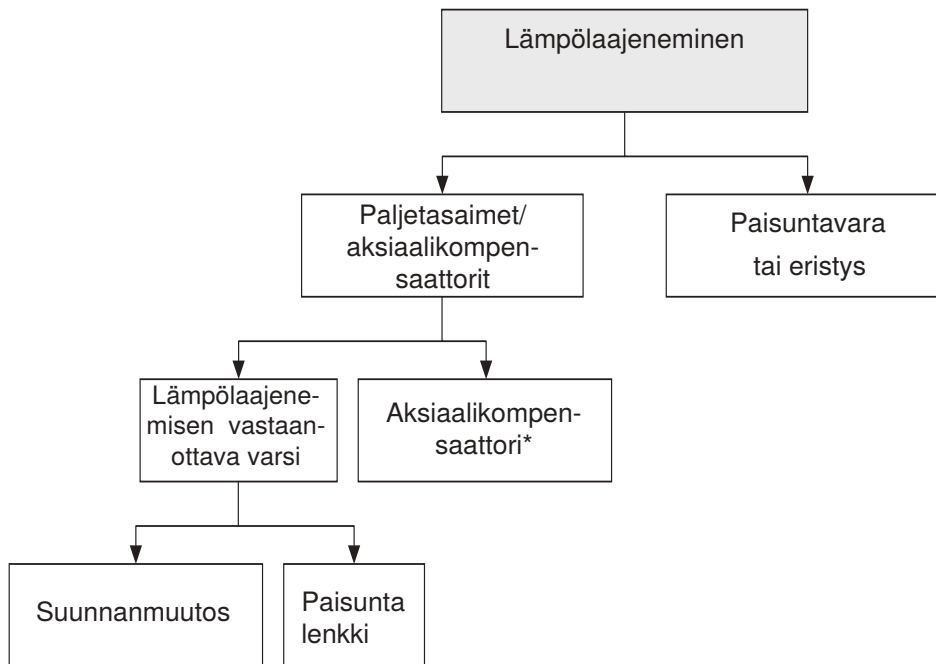 Lämpölaajeneminen
Paljetasaimet/
aksiaalikompen-
saattorit
Paisuntavara
tai eristys
Lämpölaajene-
misen vastaan-
ottava varsi
Aksiaalikompen-
saattori*
Suunnanmuutos
Paisunta
lenkki